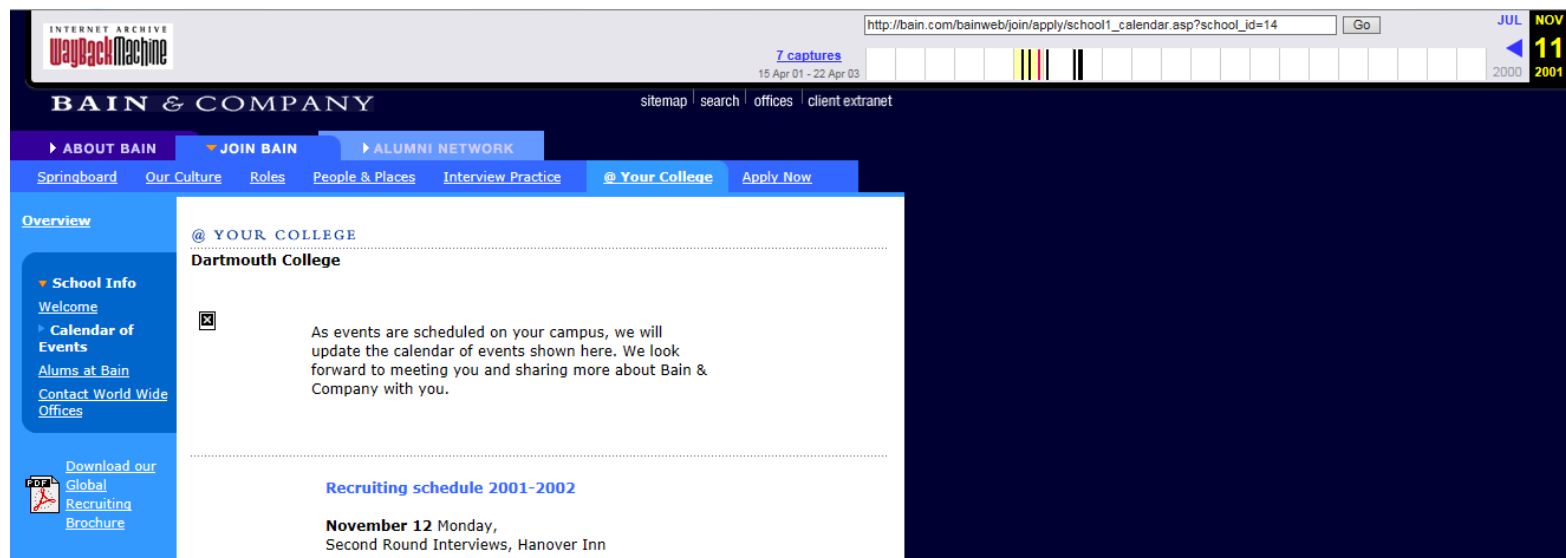 INTERNET ARCHIVE
WayBackMachine
http://bain.com/bainweb/join/apply/school1_calendar.asp?school_id=14
Go
JUL NOV
7 captures
15 Apr 01 - 22 Apr 03
11
2000 2001
BAIN & COMPANY
sitemap search offices client extranet
ABOUT BAIN JOIN BAIN ALUMNI NETWORK
Springboard Our Culture Roles People & Places Interview Practice @ Your College Apply Now
Overview
School Info
Welcome
Calendar of
Events
Alums at Bain
Contact World Wide
Offices
PDF
Download our
Global
Recruiting
Brochure
@ YOUR COLLEGE
Dartmouth College
As events are scheduled on your campus, we will
update the calendar of events shown here. We look
forward to meeting you and sharing more about Bain &
Company with you.
Recruiting schedule 2001-2002
November 12 Monday,
Second Round Interviews, Hanover Inn